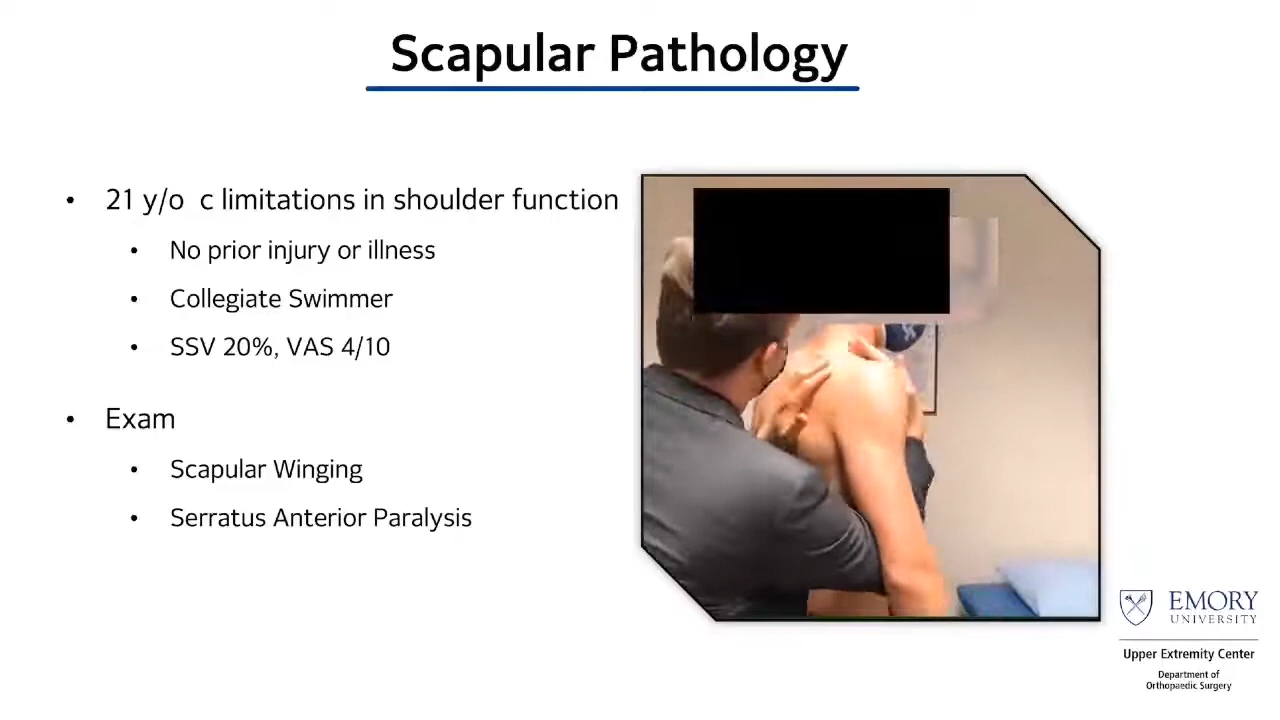 Scapular Pathology
• 21 y/o c limitations in shoulder function
• No prior injury or illness
• Collegiate Swimmer
• SSV 20%, VAS 4/10
• Exam
• Scapular Winging
• Serratus Anterior Paralysis
EMORY
UNIVERSITY
Upper Extremity Center
Department of
Orthopaedic Surgery